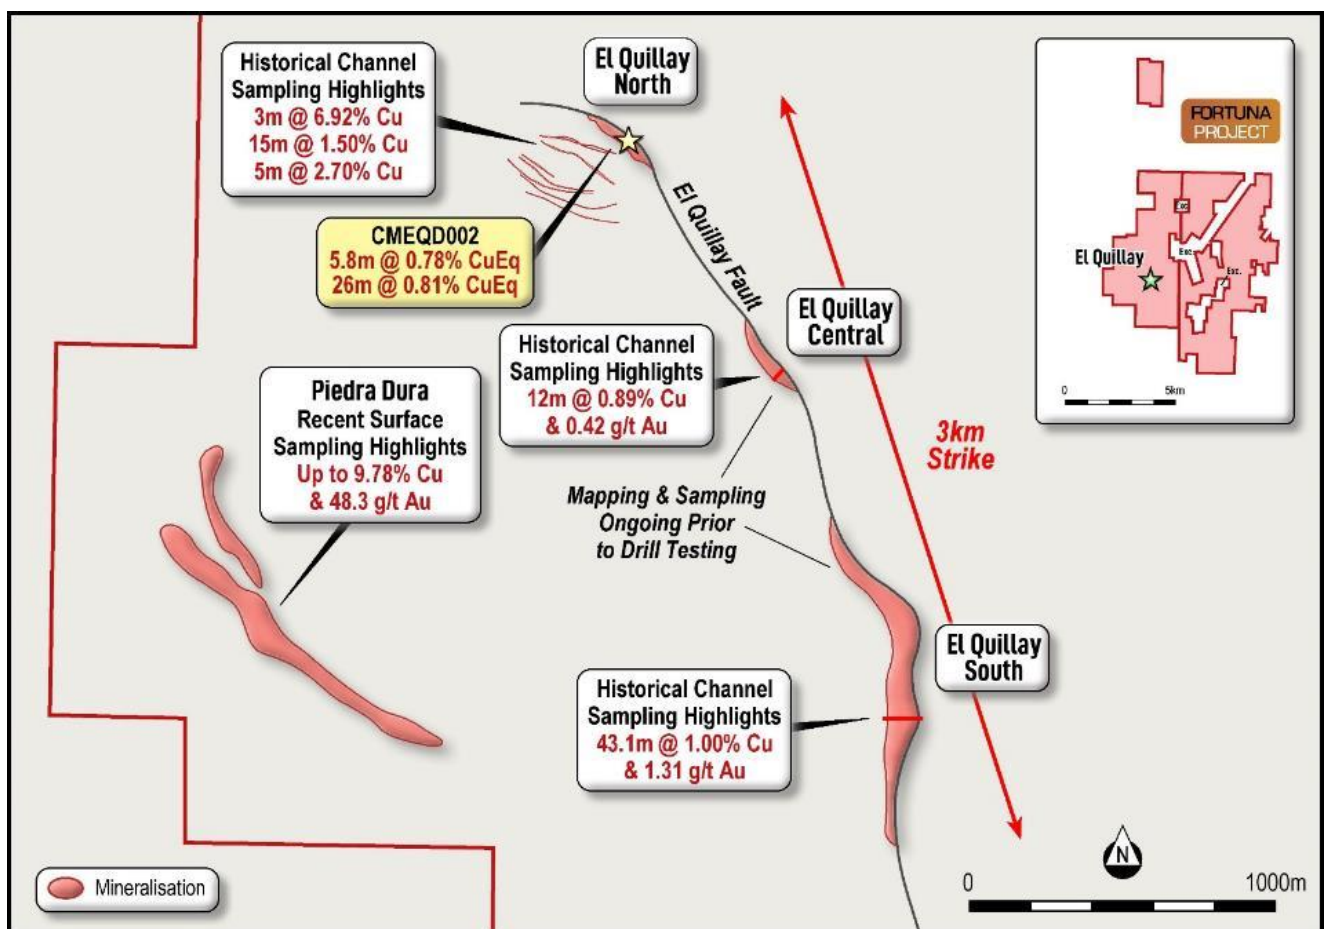 Historical Channel
Sampling Highlights
3m @ 6.92% Cu
15m @ 1.50% Cu
5m @ 2.70% Cu
El Quillay
North
CMEQD002
5.8m @ 0.78% CuEq
26m @ 0.81% CuEq
El Quillay Fault
El Quillay
Central
Historical Channel
Sampling Highlights
12m @ 0.89% Cu
& 0.42 g/t Au
Piedra Dura
Recent Surface
Sampling Highlights
Up to 9.78% Cu
& 48.3 g/t Au
Mapping & Sampling
Ongoing Prior
to Drill Testing
3km
Strike
El Quillay
South
Historical Channel
Sampling Highlights
43.1m @ 1.00% Cu
& 1.31 g/t Au
FORTUNA
PROJECT
Exc.
Exc.
Exc.
El Quillay
0 5km
Mineralisation
N
0 1000m